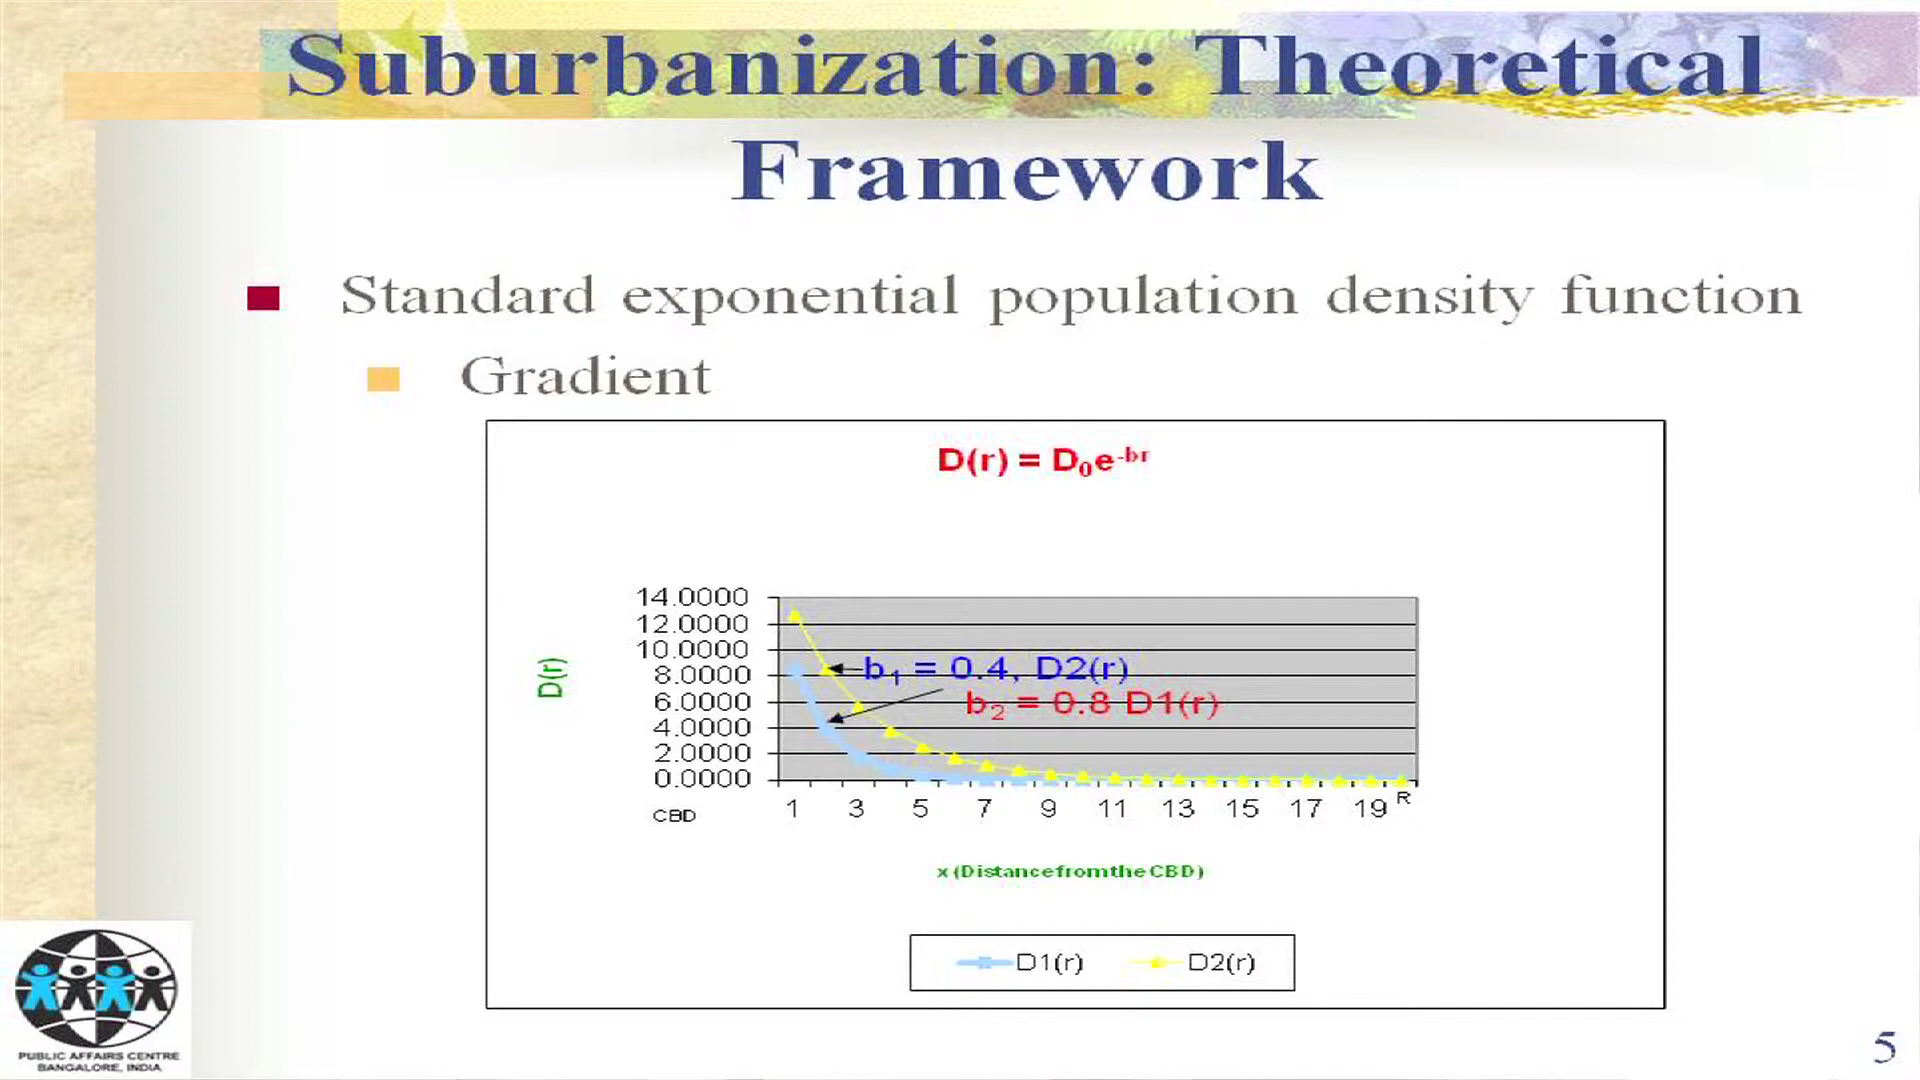 Suburbanization: Theoretical
Framework
Standard exponential population density function
Gradient
D(r) = D₀e⁻ᵇʳ
14.0000
12.0000
10.0000
8.0000
6.0000
4.0000
2.0000
0.0000
D(r)
b₁ = 0.4, D2(r)
b₂ = 0.8 D1(r)
CBD
1 3 5 7 9 11 13 15 17 19 R
x (Distance from the CBD)
D1(r) D2(r)
PUBLIC AFFAIRS CENTRE
BANGALORE, INDIA
5